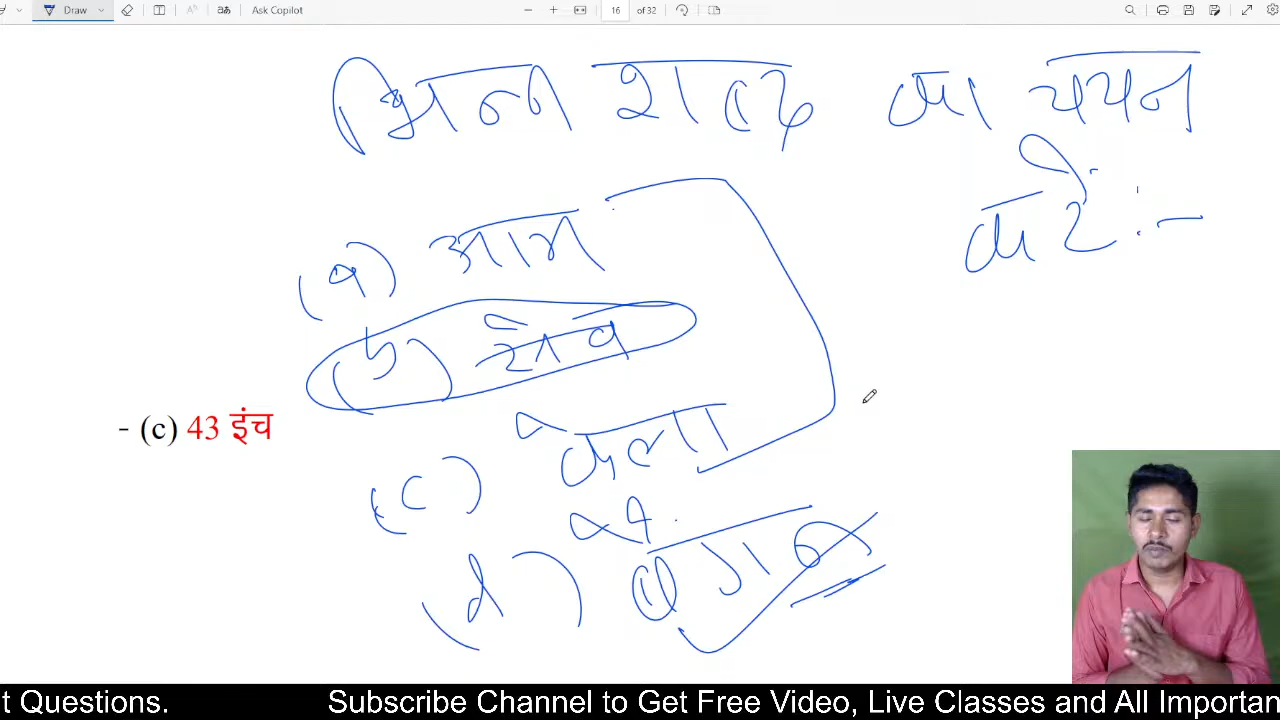 Draw
Ask Copilot
16 of 32
भिन्न शब्द का चयन
करें :-
(a) आम
(b) सेव
(c) केला
- (c) 43 इंच
(d) बैंगन
t Questions. Subscribe Channel to Get Free Video, Live Classes and All Importan